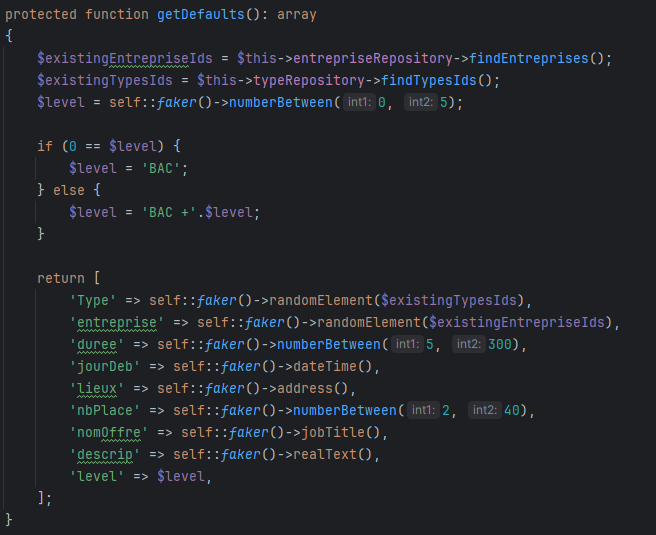 protected function getDefaults(): array
{
    $existingEntrepriseIds = $this->entrepriseRepository->findEntreprises();
    $existingTypesIds = $this->typeRepository->findTypesIds();
    $level = self::faker()->numberBetween( int1: 0, int2: 5);

    if (0 == $level) {
        $level = 'BAC';
    } else {
        $level = 'BAC +'.$level;
    }

    return [
        'Type' => self::faker()->randomElement($existingTypesIds),
        'entreprise' => self::faker()->randomElement($existingEntrepriseIds),
        'duree' => self::faker()->numberBetween( int1: 5, int2: 300),
        'jourDeb' => self::faker()->dateTime(),
        'lieux' => self::faker()->address(),
        'nbPlace' => self::faker()->numberBetween( int1: 2, int2: 40),
        'nomOffre' => self::faker()->jobTitle(),
        'descrip' => self::faker()->realText(),
        'level' => $level,
    ];
}